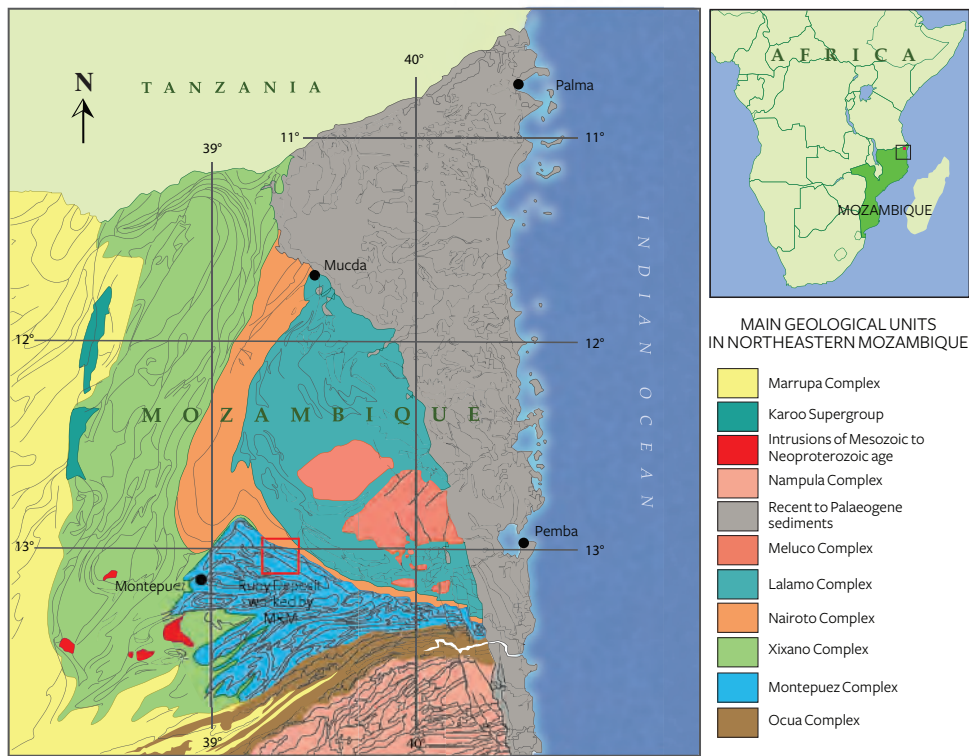 AFRICA
MOZAMBIQUE
N
TANZANIA
40°
Palma
11°
11°
39°
Mucda
INDIAN OCEAN
12°
12°
MOZAMBIQUE
Pemba
13°
13°
Montepuez
Ruby Deposit
worked by
MRM
39°
40
MAIN GEOLOGICAL UNITS
IN NORTHEASTERN MOZAMBIQUE
Marrupa Complex
Karoo Supergroup
Intrusions of Mesozoic to
Neoproterozoic age
Nampula Complex
Recent to Palaeogene
sediments
Meluco Complex
Lalamo Complex
Nairoto Complex
Xixano Complex
Montepuez Complex
Ocua Complex